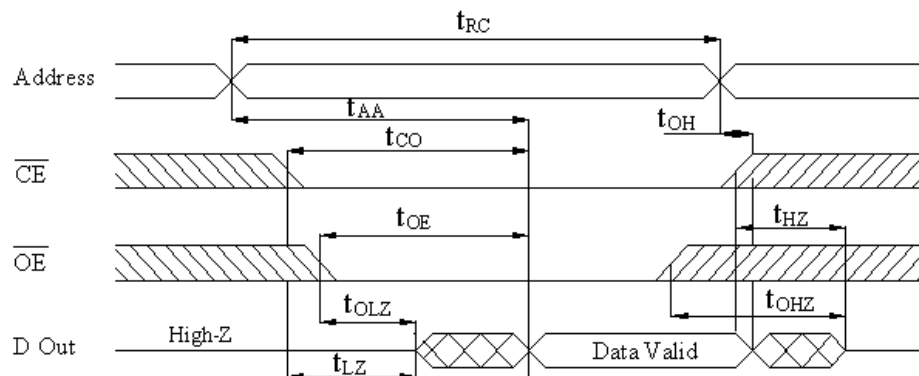 tRC
Address
tAA
tOH
tCO
CE
tHZ
tOE
OE
tOHZ
tOLZ
High-Z
D Out
Data Valid
tLZ